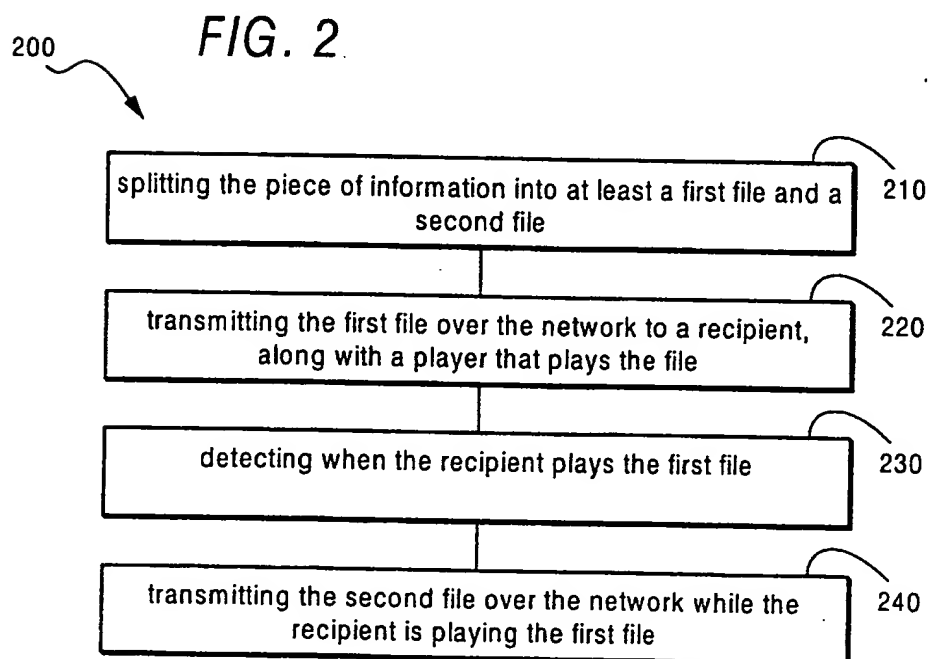 FIG. 2
200
splitting the piece of information into at least a first file and a
second file
210
transmitting the first file over the network to a recipient,
along with a player that plays the file
220
detecting when the recipient plays the first file
230
transmitting the second file over the network while the
recipient is playing the first file
240